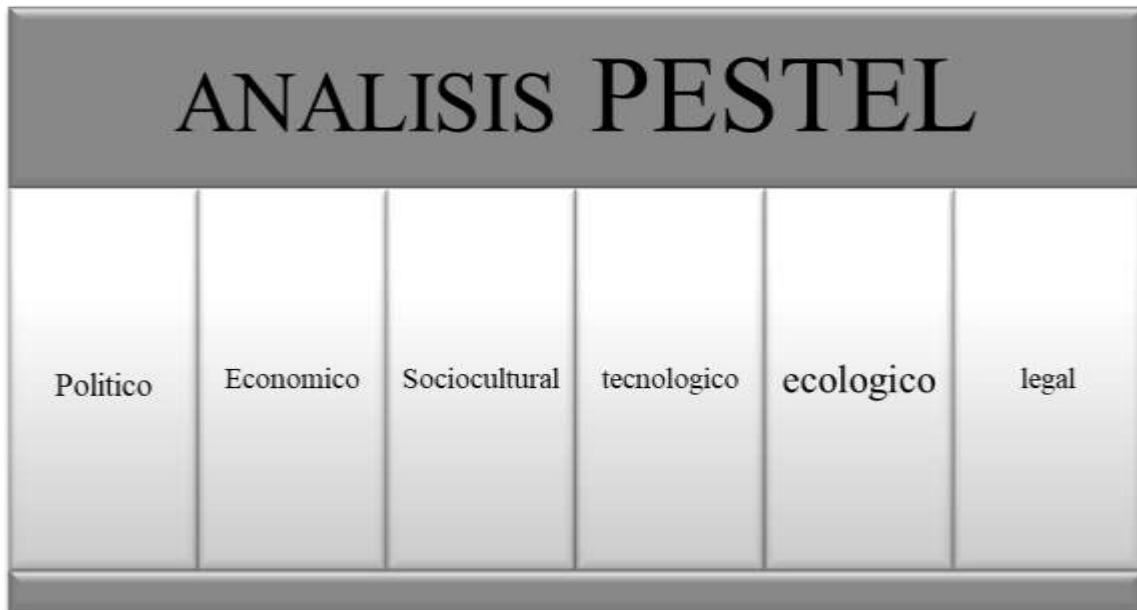 ANALISIS PESTEL
Politico
Economico
Sociocultural
tecnologico
ecologico
legal